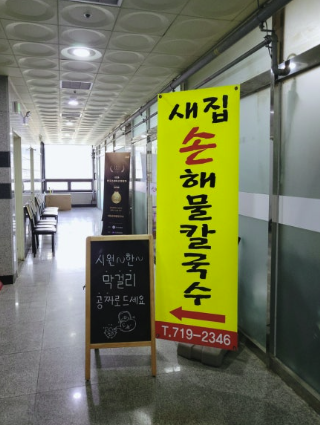 새집
손
해물칼국수
T.719-2346
시원~한~
막걸리
공짜로드세요